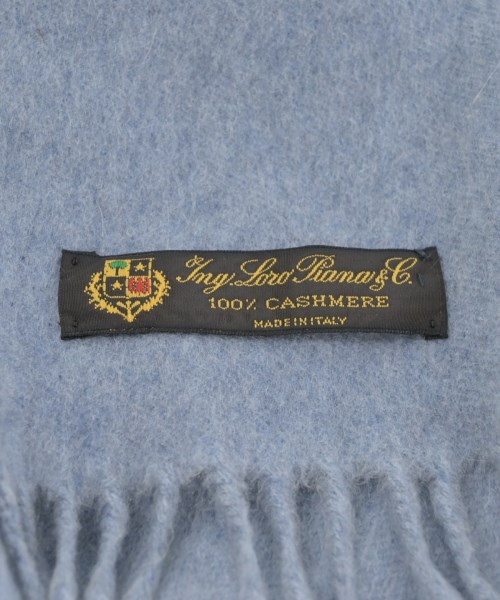 Ing. Loro Piana & C.
100% CASHMERE
MADE IN ITALY